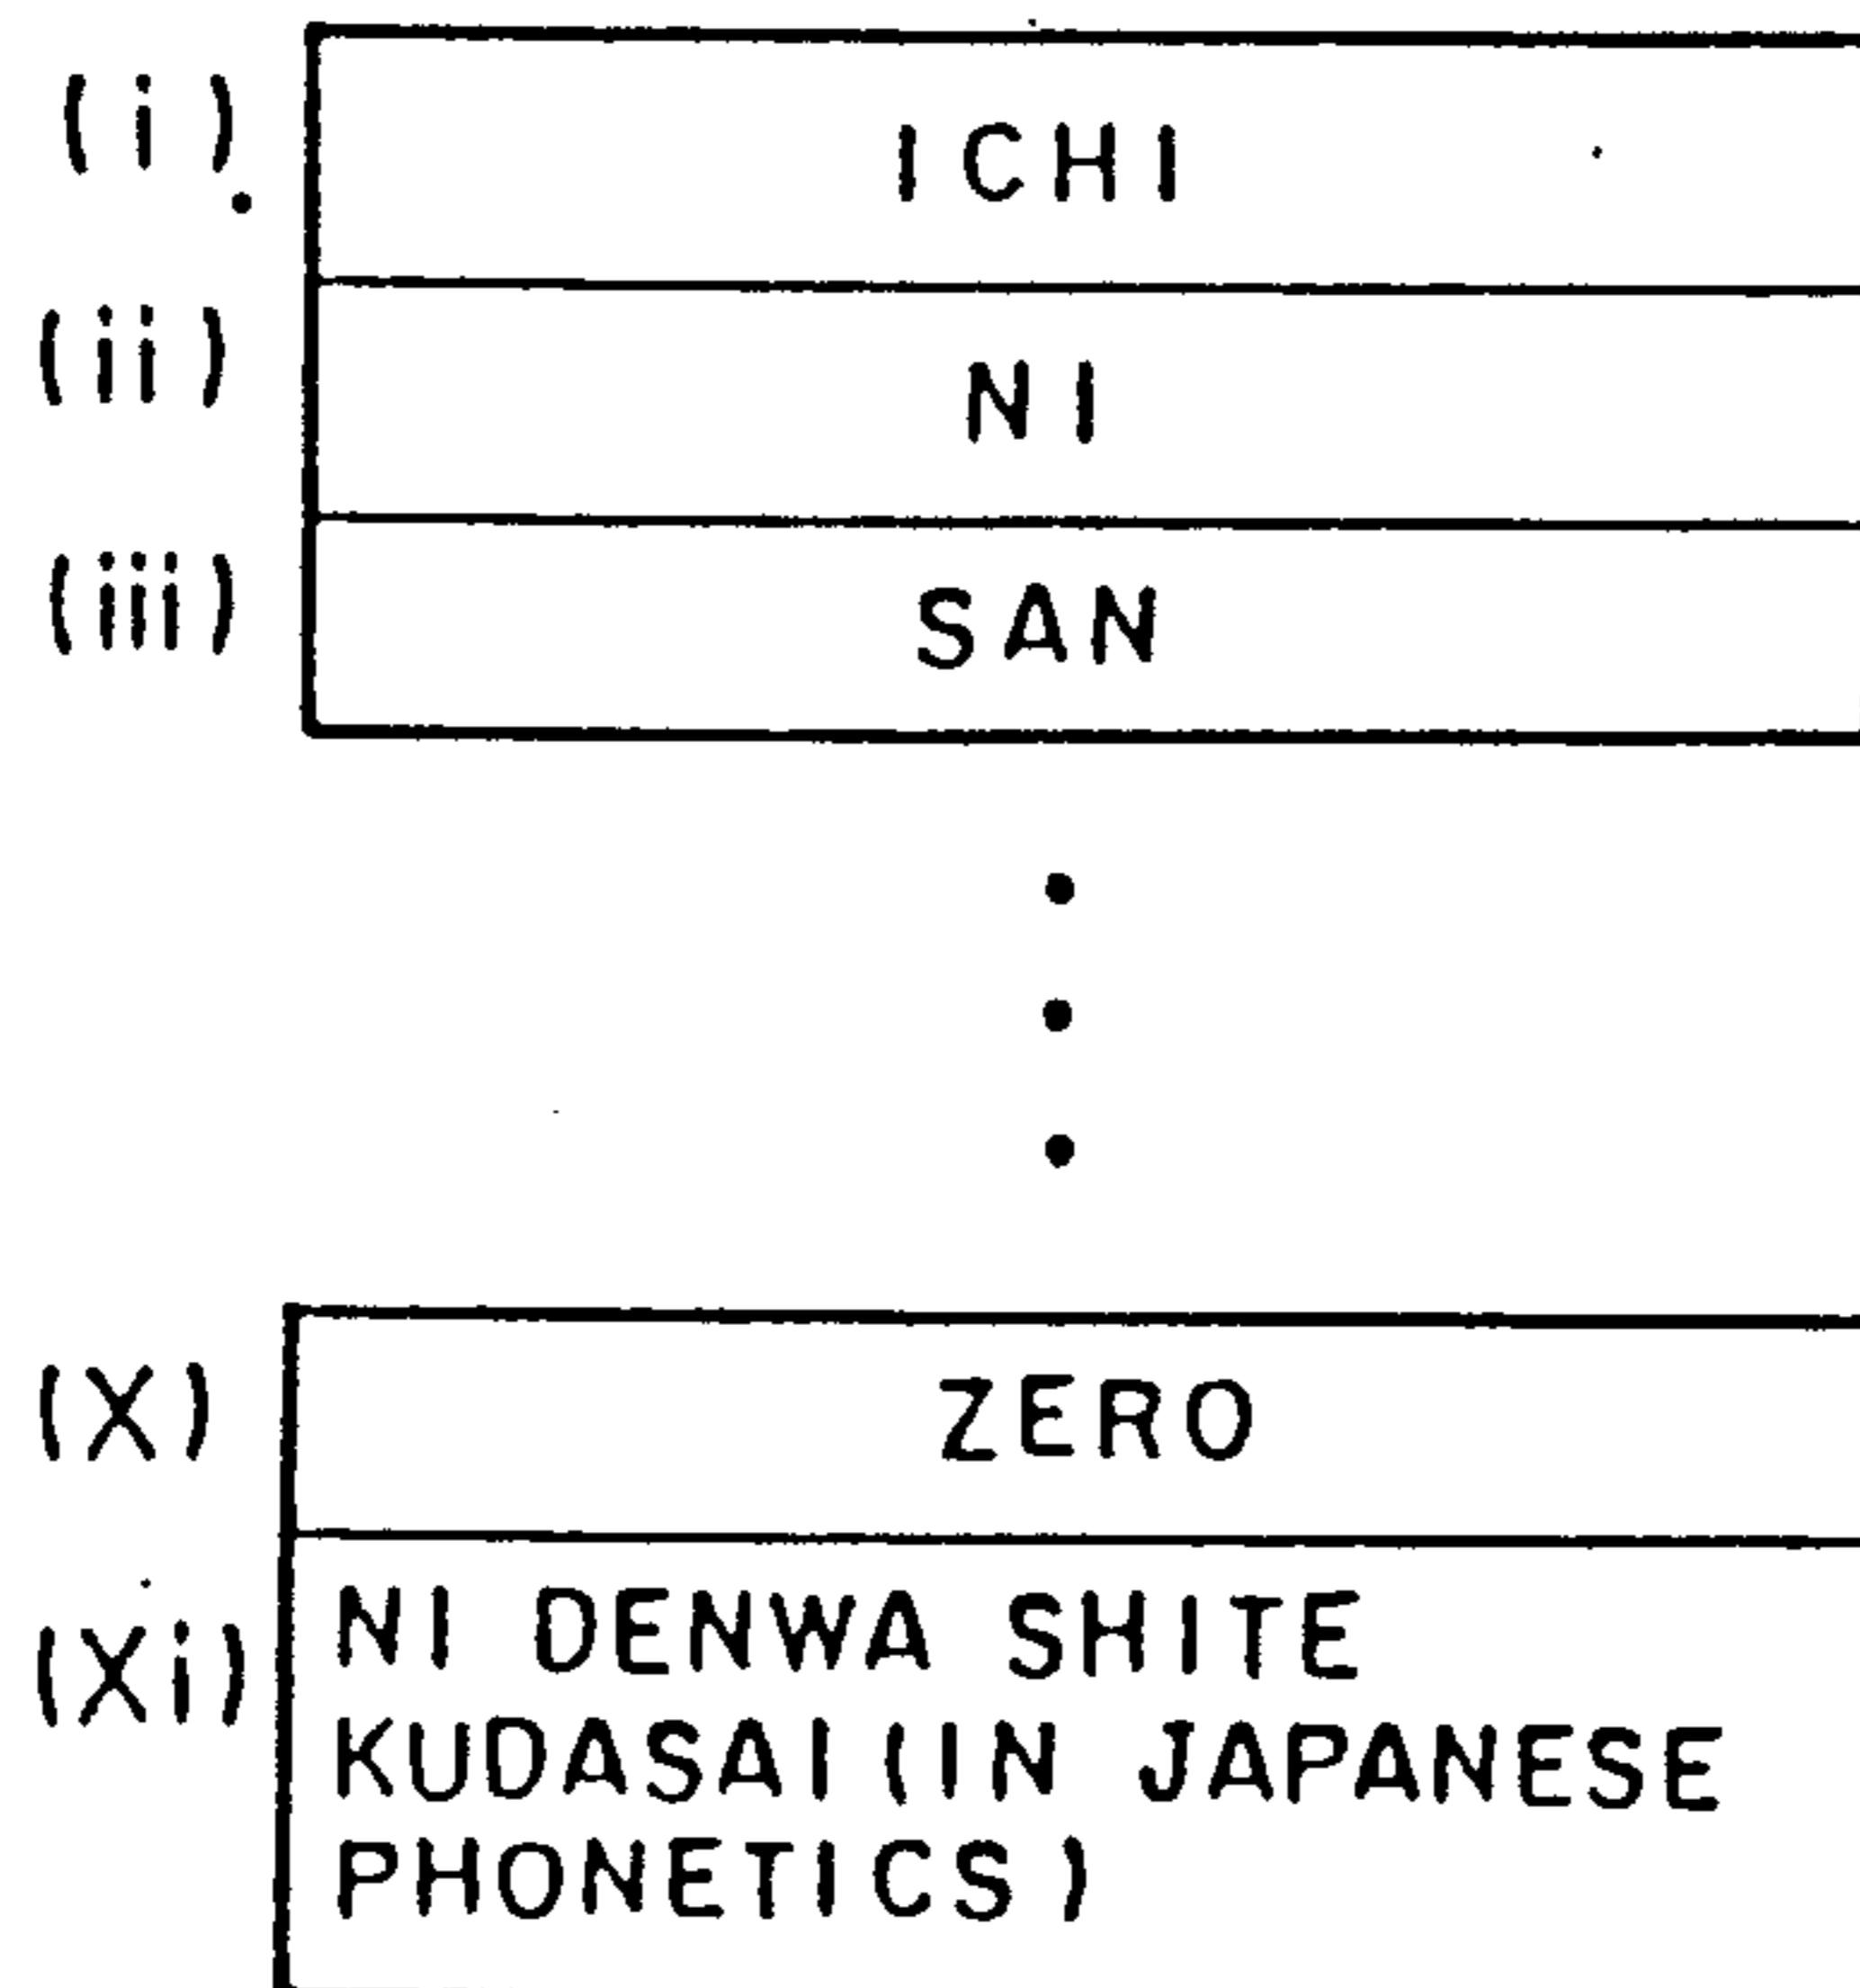 (i) ICHI
(ii) NI
(iii) SAN
(X) ZERO
(Xi) NI DENWA SHITE
KUDASAI (IN JAPANESE
PHONETICS)